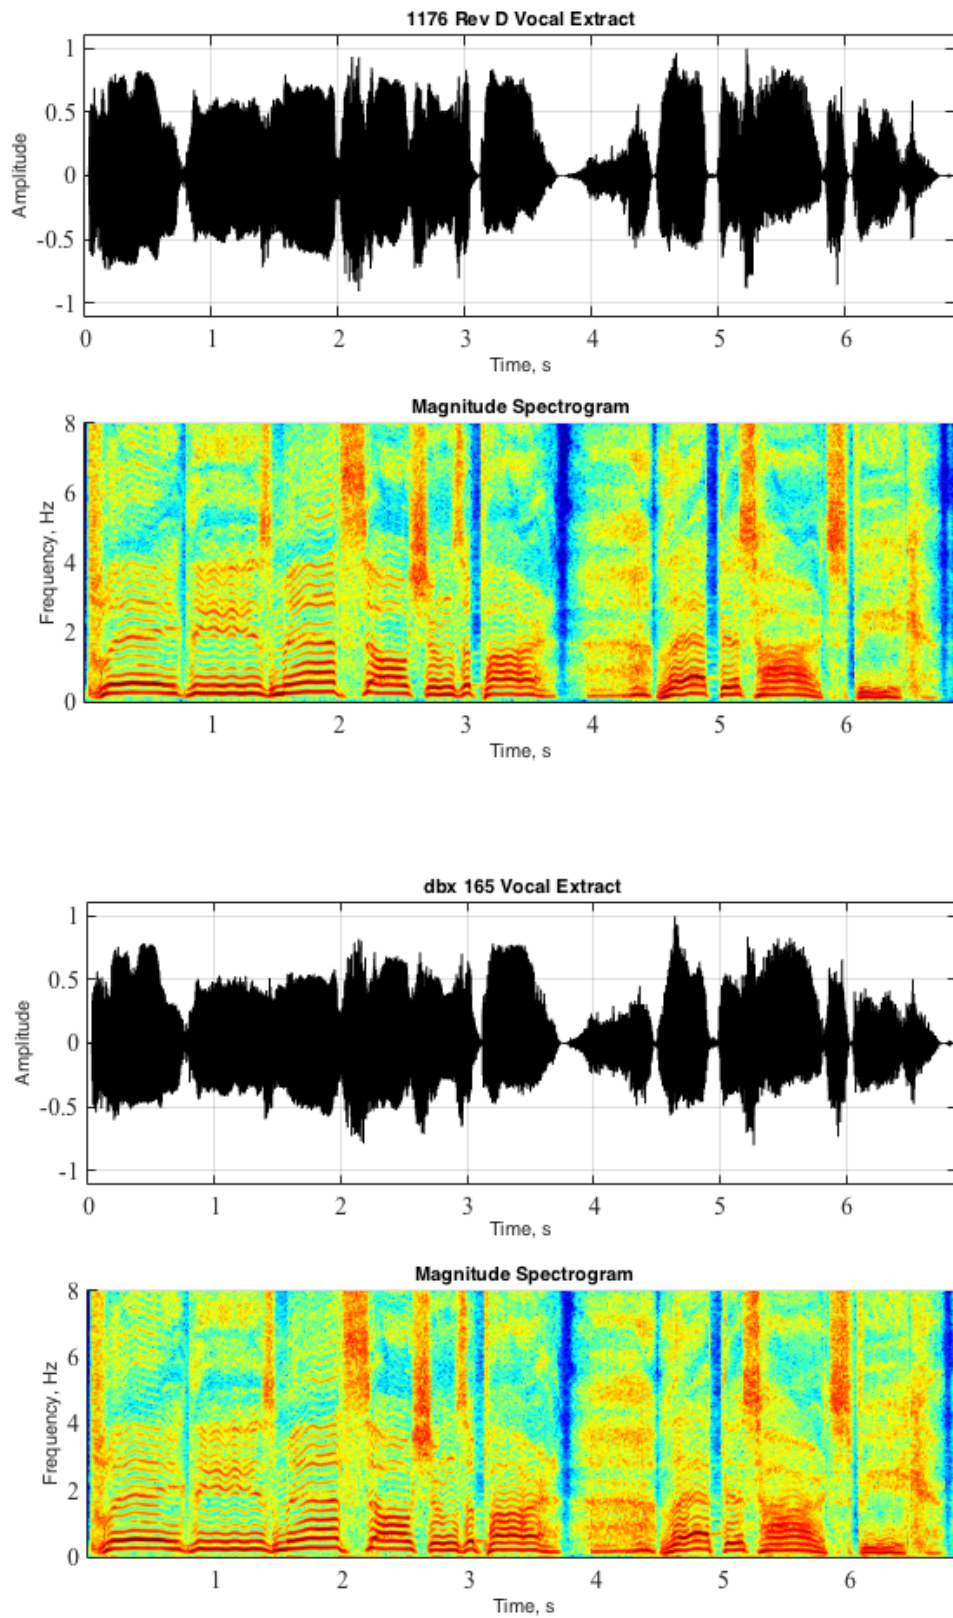 1176 Rev D Vocal Extract
1
0.5
0
-0.5
-1
Amplitude
0 1 2 3 4 5 6
Time, s
Magnitude Spectrogram
8
6
4
2
0
Frequency, Hz
1 2 3 4 5 6
Time, s
dbx 165 Vocal Extract
1
0.5
0
-0.5
-1
Amplitude
0 1 2 3 4 5 6
Time, s
Magnitude Spectrogram
8
6
4
2
0
Frequency, Hz
1 2 3 4 5 6
Time, s